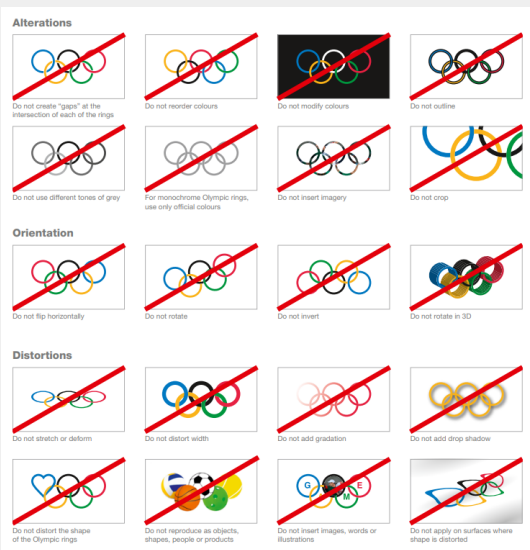 Alterations
Do not create "gaps" at the
intersection of each of the rings
Do not reorder colours
Do not modify colours
Do not outline
Do not use different tones of grey
For monochrome Olympic rings,
use only official colours
Do not insert imagery
Do not crop
Orientation
Do not flip horizontally
Do not rotate
Do not invert
Do not rotate in 3D
Distortions
Do not stretch or deform
Do not distort width
Do not add gradation
Do not add drop shadow
G
E
M
Do not distort the shape
of the Olympic rings
Do not reproduce as objects,
shapes, people or products
Do not insert images, words or
illustrations
Do not apply on surfaces where
shape is distorted